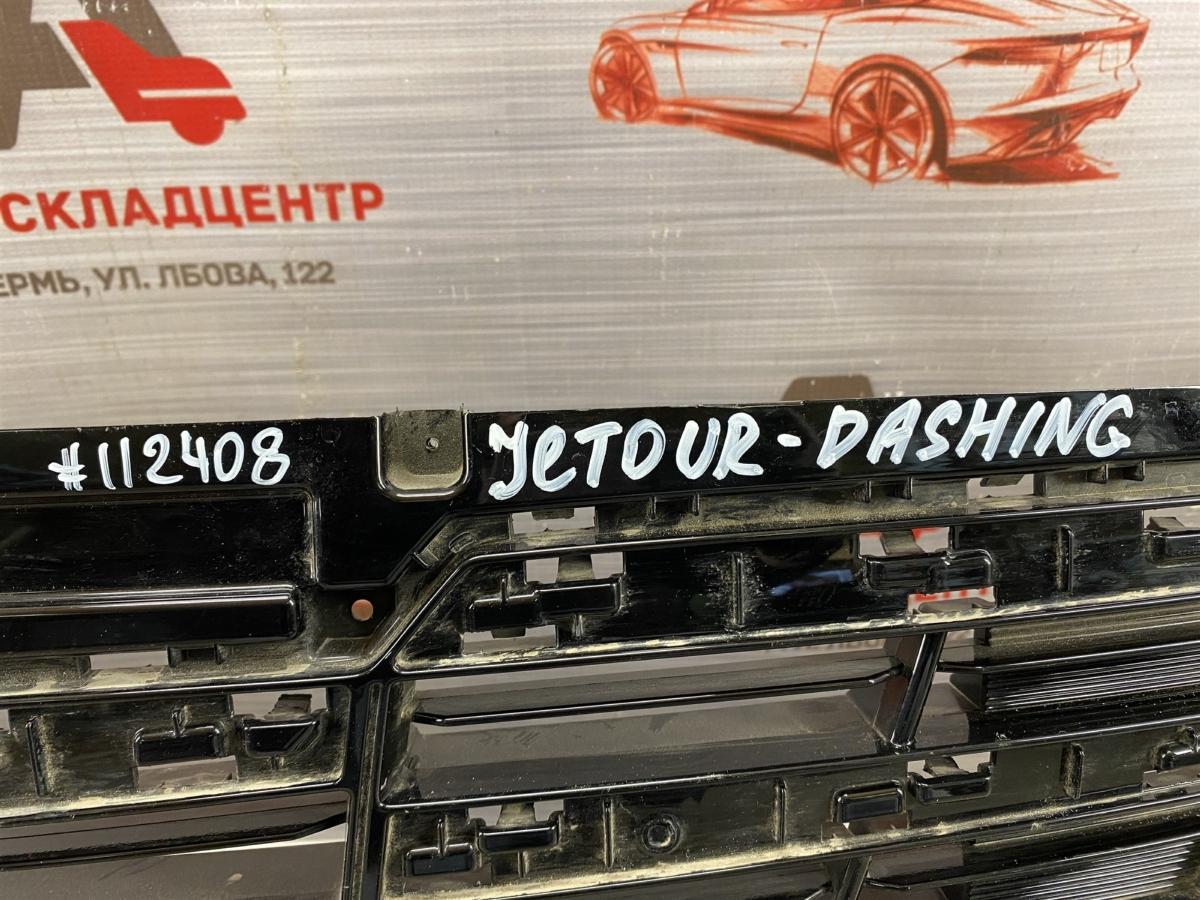 СКЛАДЦЕНТР
ЕРМЬ, УЛ. ЛБОВА, 122
#112408
JeTOUR-DASHING